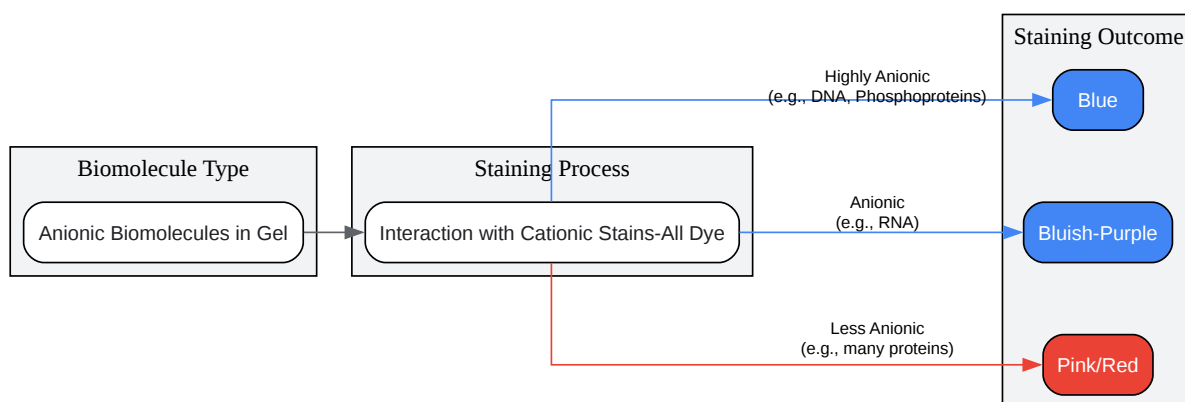 Biomolecule Type
Anionic Biomolecules in Gel
Staining Process
Interaction with Cationic Stains-All Dye
Highly Anionic
(e.g., DNA, Phosphoproteins)
Anionic
(e.g., RNA)
Less Anionic
(e.g., many proteins)
Staining Outcome
Blue
Bluish-Purple
Pink/Red